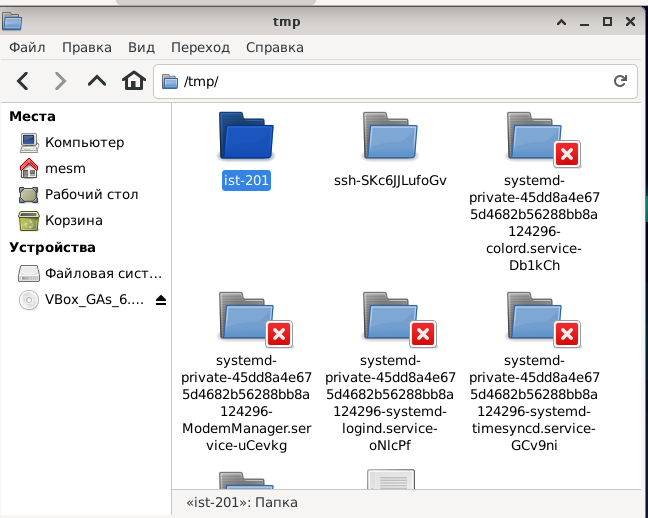 tmp
Файл Правка Вид Переход Справка
/tmp/
Места
Компьютер
mesm
Рабочий стол
Корзина
Устройства
Файловая сист...
VBox_GAs_6....
ist-201
ssh-SKc6JJLufoGv
systemd-
private-45dd8a4e67
5d4682b56288bb8a
124296-
colord.service-
Db1kCh
systemd-
private-45dd8a4e67
5d4682b56288bb8a
124296-
ModemManager.ser
vice-uCevkg
systemd-
private-45dd8a4e67
5d4682b56288bb8a
124296-systemd-
logind.service-
oNlcPf
systemd-
private-45dd8a4e67
5d4682b56288bb8a
124296-systemd-
timesyncd.service-
GCv9ni
«ist-201»: Папка